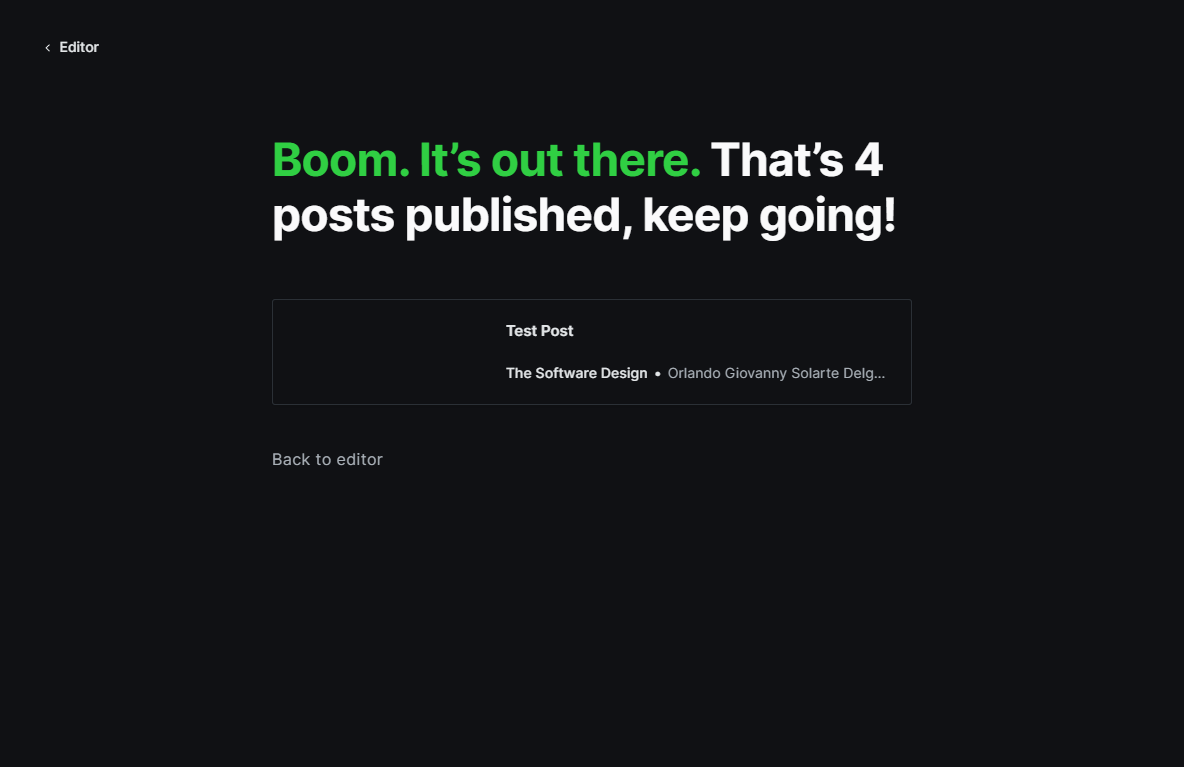 Editor
Boom. It’s out there. That’s 4
posts published, keep going!
Test Post
The Software Design • Orlando Giovanny Solarte Delg...
Back to editor